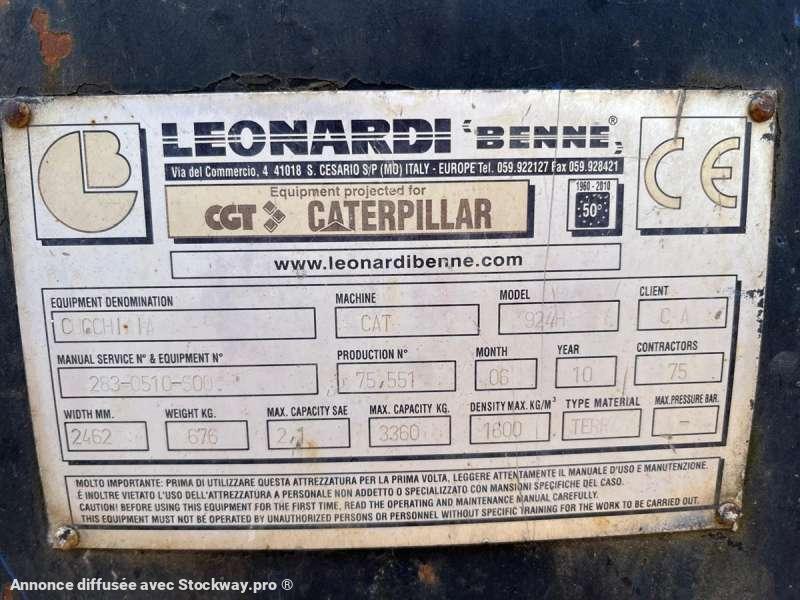 LEONARDI BENNE ®
Via del Commercio, 4 41018 S. CESARIO S/P (MO) ITALY - EUROPE Tel. 059.922127 Fax 059.928421
Equipment projected for
CGT CATERPILLAR
1960 - 2010
50°
CE
www.leonardibenne.com
EQUIPMENT DENOMINATION MACHINE MODEL CLIENT
CAT 924H
MANUAL SERVICE N° & EQUIPMENT N° PRODUCTION N° MONTH YEAR CONTRACTORS
75,551 06 10 75
WIDTH MM. WEIGHT KG. MAX. CAPACITY SAE MAX. CAPACITY KG. DENSITY MAX. KG/M³ TYPE MATERIAL MAX.PRESSURE BAR.
2462 676 2,1 3360 1600 -
MOLTO IMPORTANTE: PRIMA DI UTILIZZARE QUESTA ATTREZZATURA PER LA PRIMA VOLTA, LEGGERE ATTENTAMENTE IL MANUALE D'USO E MANUTENZIONE.
È INOLTRE VIETATO L'USO DELL'ATTREZZATURA A PERSONALE NON ADDETTO O SPECIALIZZATO CON MANSIONI SPECIFICHE DEL CASO.
CAUTION! BEFORE USING THIS EQUIPMENT FOR THE FIRST TIME, READ THE OPERATING AND MAINTENANCE MANUAL CAREFULLY.
THIS EQUIPMENT MUST NOT BE OPERATED BY UNAUTHORIZED PERSONS OR PERSONNEL WITHOUT SPECIFIC TRAINING FOR THE WORK TO BE CARRIED OUT.
Annonce diffusée avec Stockway.pro ®